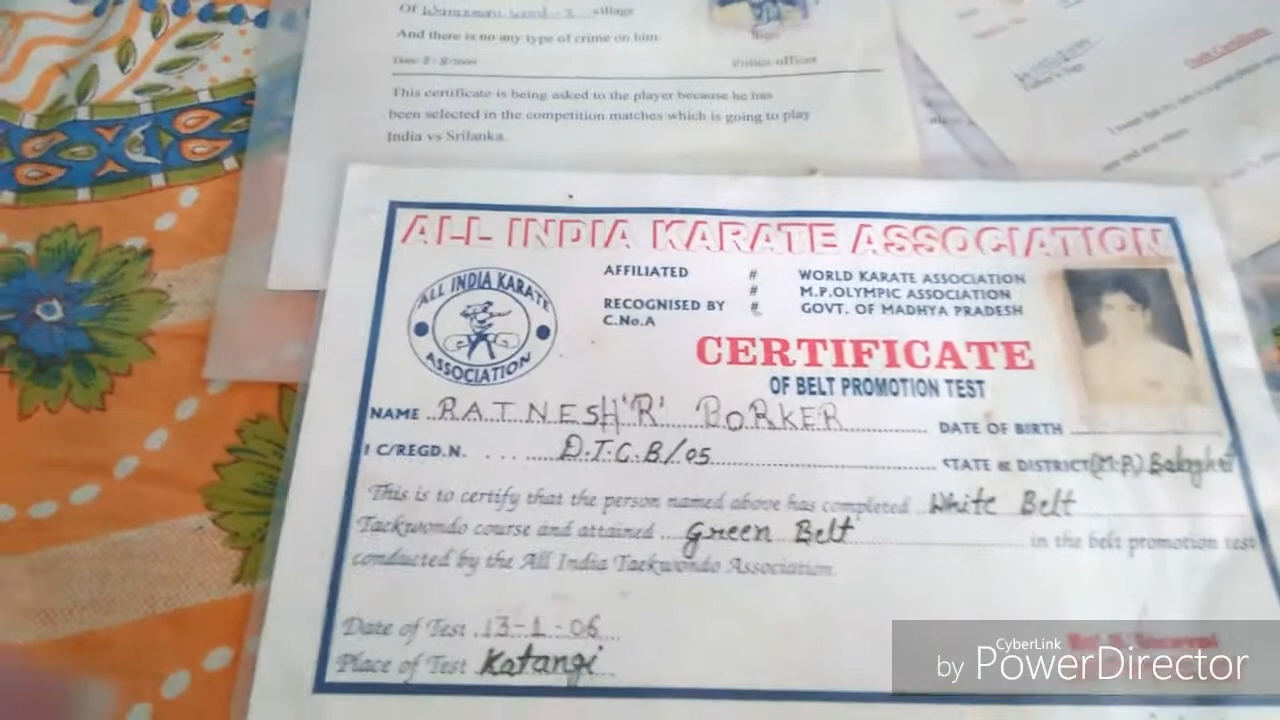 Of
village
And there is no any type of crime on him.
Police officer
This certificate is being asked to the player because he has
been selected in the competition matches which is going to play
India vs Srilanka.
ALL INDIA KARATE ASSOCIATION
ALL INDIA KARATE
ASSOCIATION
AFFILIATED # WORLD KARATE ASSOCIATION
# M.P.OLYMPIC ASSOCIATION
RECOGNISED BY # GOVT. OF MADHYA PRADESH
C.No.A
CERTIFICATE
OF BELT PROMOTION TEST
NAME RATNESH 'R' BORKER DATE OF BIRTH
I C/REGD.N. D.T.C.B/05 STATE & DISTRICT (M.P.) Balaghat
This is to certify that the person named above has completed White Belt
Taekwondo course and attained Green Belt in the belt promotion test
conducted by the All India Taekwondo Association.
Date of Test 13-1-06
Place of Test Katangi
CyberLink
by PowerDirector